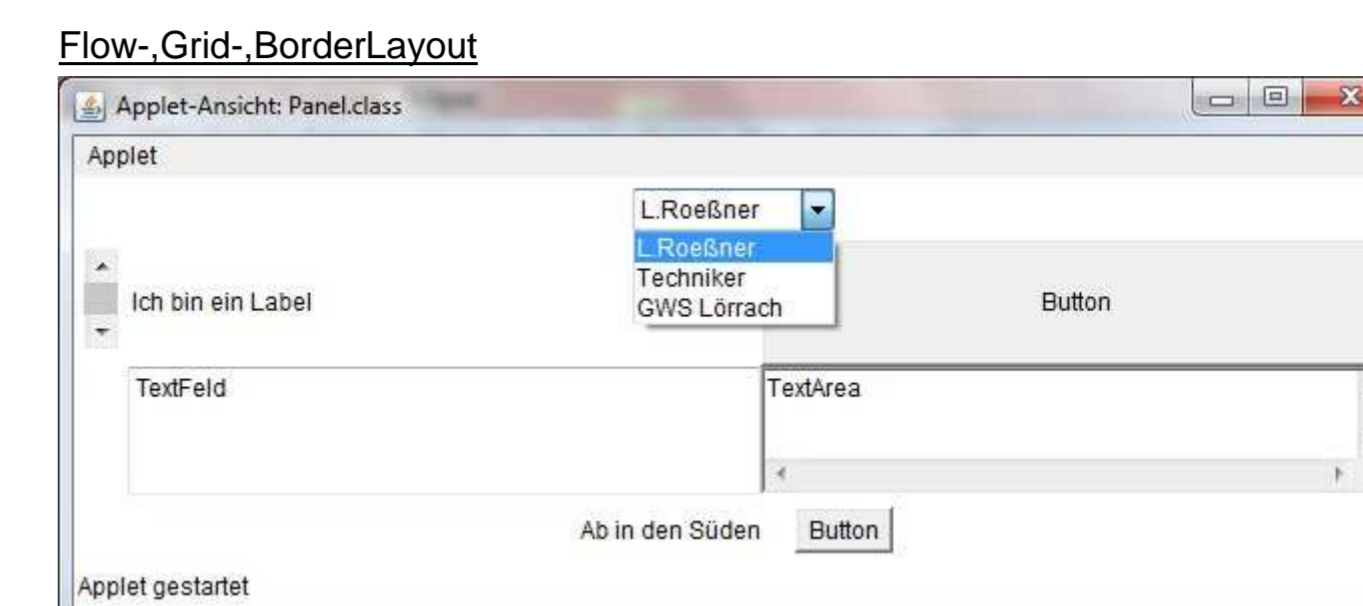 Flow-,Grid-,BorderLayout
Applet-Ansicht: Panel.class
Applet
L.Roeßner
L.Roeßner
Techniker
GWS Lörrach
Ich bin ein Label
Button
TextFeld
TextArea
Ab in den Süden
Button
Applet gestartet